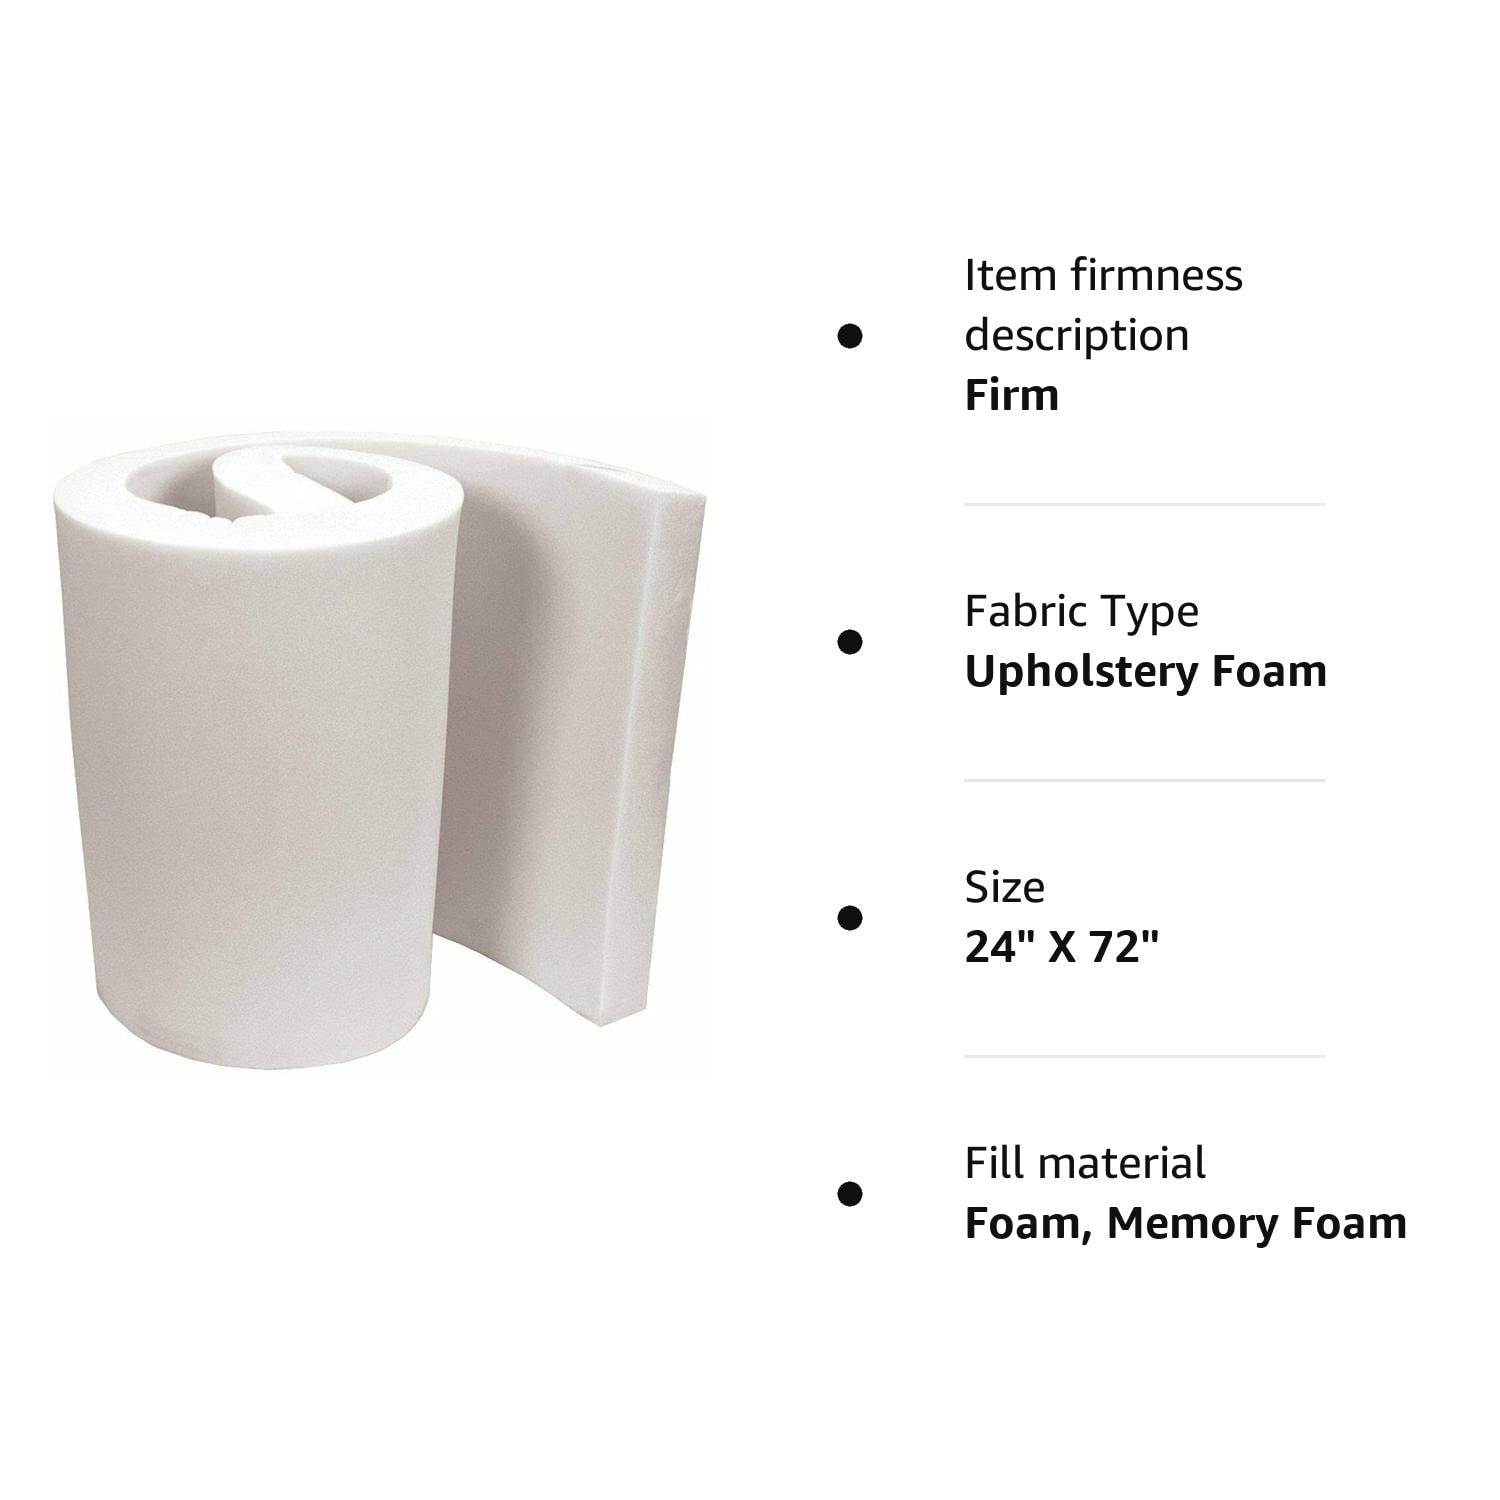 Item firmness
description
Firm
Fabric Type
Upholstery Foam
Size
24" X 72"
Fill material
Foam, Memory Foam